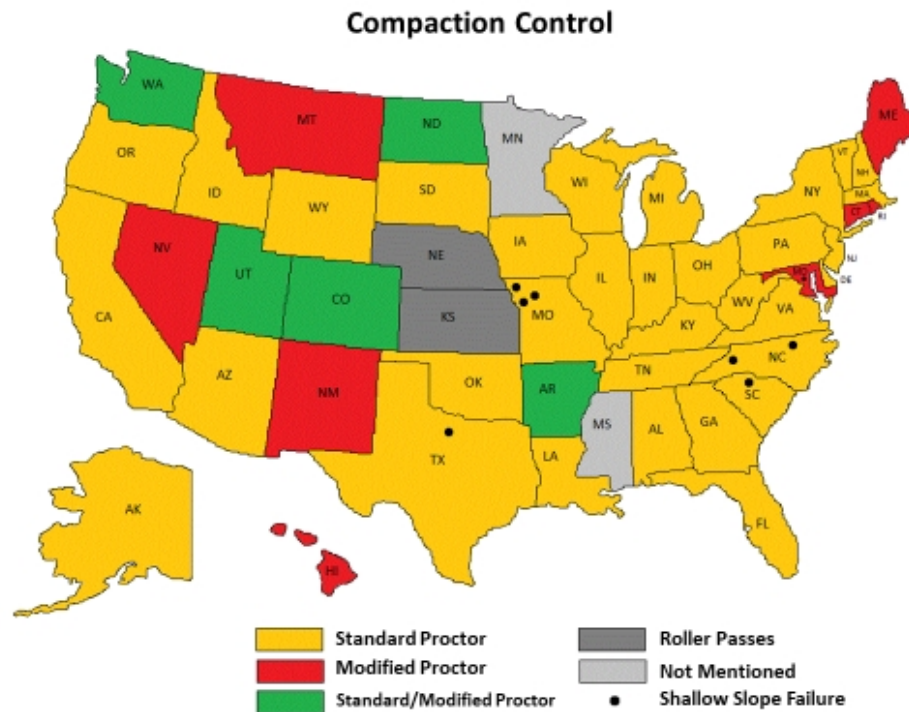 Compaction Control
WA
MT
ND
MN
ME
OR
ID
WY
SD
WI
MI
VT
NH
NY
MA
CT
RI
NV
UT
CO
NE
KS
IA
IL
IN
OH
PA
NJ
DE
MD
CA
AZ
NM
OK
MO
AR
KY
WV
VA
TN
NC
SC
TX
LA
MS
AL
GA
FL
AK
HI
Standard Proctor
Modified Proctor
Standard/Modified Proctor
Roller Passes
Not Mentioned
Shallow Slope Failure